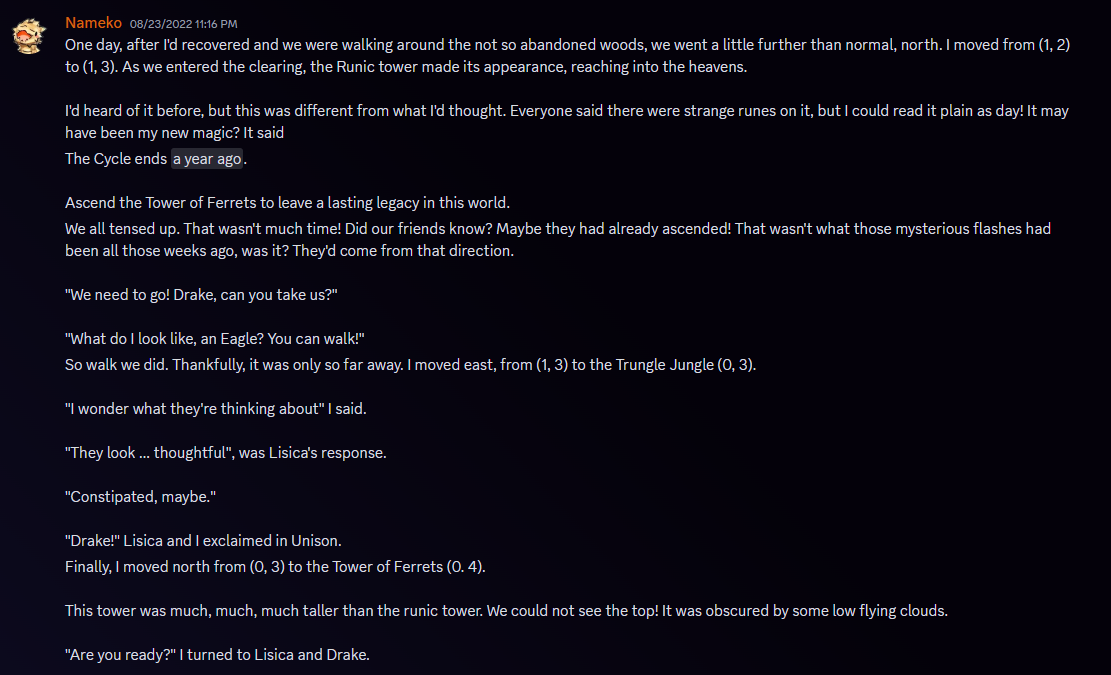 Nameko 08/23/2022 11:16 PM
One day, after I'd recovered and we were walking around the not so abandoned woods, we went a little further than normal, north. I moved from (1, 2)
to (1, 3). As we entered the clearing, the Runic tower made its appearance, reaching into the heavens.
I'd heard of it before, but this was different from what I'd thought. Everyone said there were strange runes on it, but I could read it plain as day! It may
have been my new magic? It said
The Cycle ends a year ago.
Ascend the Tower of Ferrets to leave a lasting legacy in this world.
We all tensed up. That wasn't much time! Did our friends know? Maybe they had already ascended! That wasn't what those mysterious flashes had
been all those weeks ago, was it? They'd come from that direction.
"We need to go! Drake, can you take us?"
"What do I look like, an Eagle? You can walk!"
So walk we did. Thankfully, it was only so far away. I moved east, from (1, 3) to the Trungle Jungle (0, 3).
"I wonder what they're thinking about" I said.
"They look ... thoughtful", was Lisica's response.
"Constipated, maybe."
"Drake!" Lisica and I exclaimed in Unison.
Finally, I moved north from (0, 3) to the Tower of Ferrets (0. 4).
This tower was much, much, much taller than the runic tower. We could not see the top! It was obscured by some low flying clouds.
"Are you ready?" I turned to Lisica and Drake.